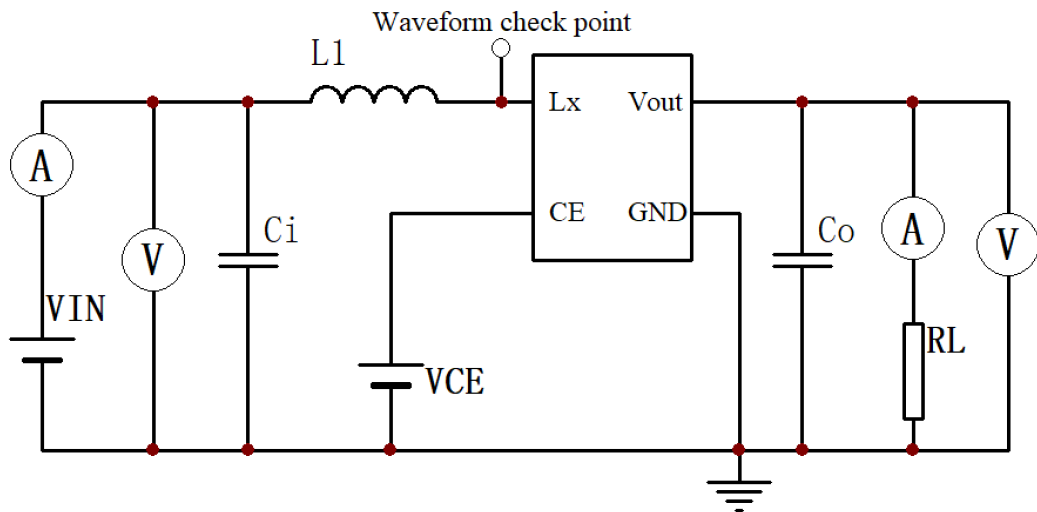 Waveform check point
L1
Lx
Vout
A
CE
GND
Ci
Co
A
V
V
VIN
RL
VCE